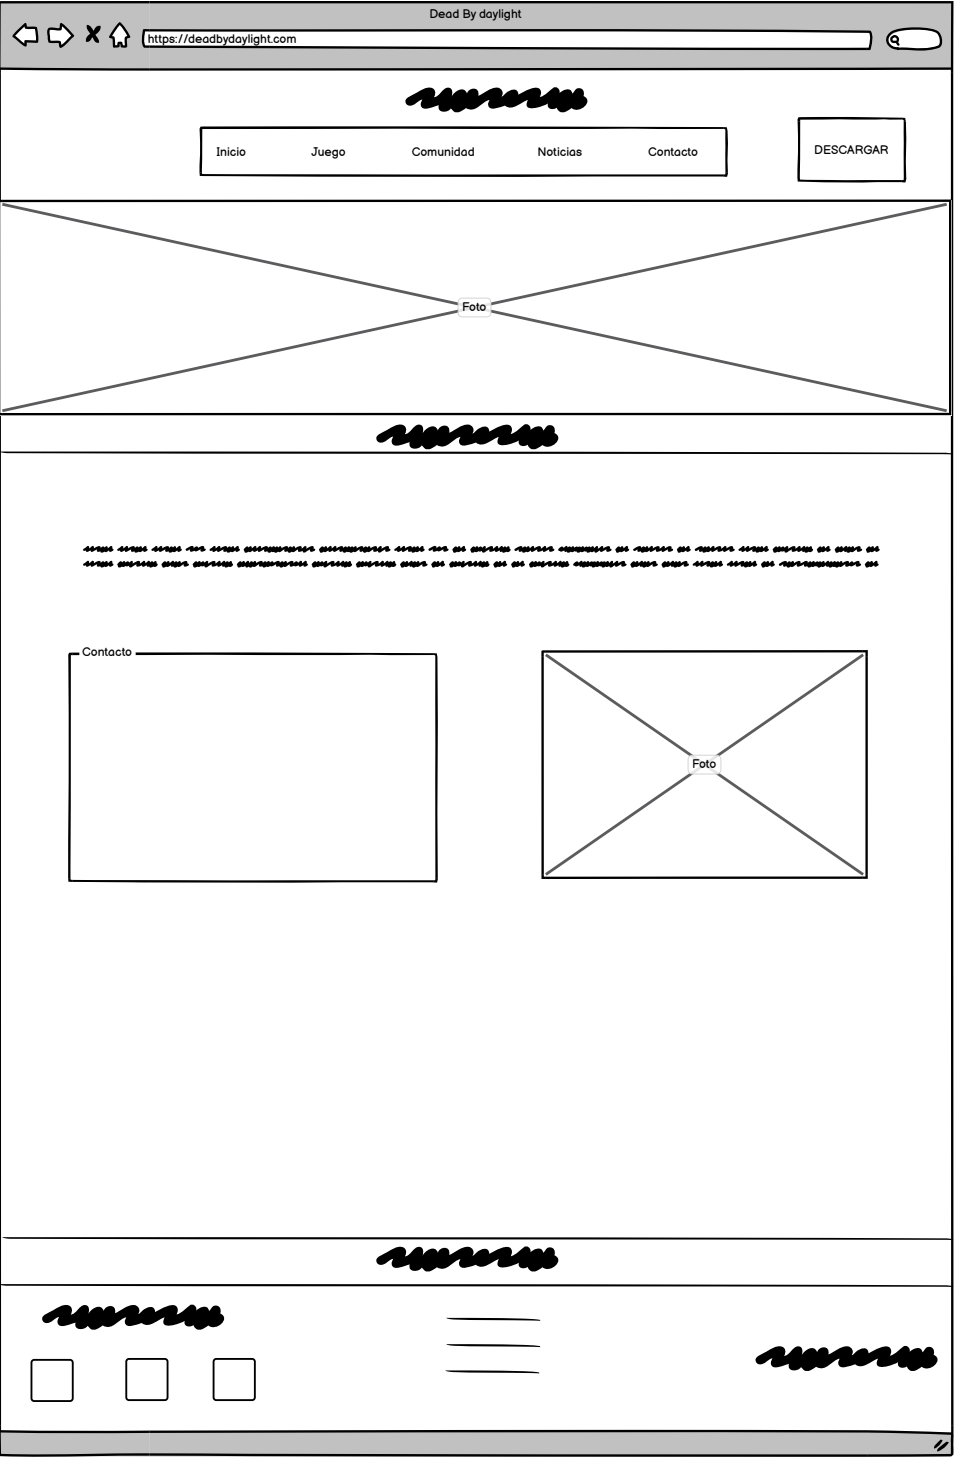 Dead By daylight
https://deadbydaylight.com
Inicio Juego Comunidad Noticias Contacto
DESCARGAR
Foto
Contacto
Foto